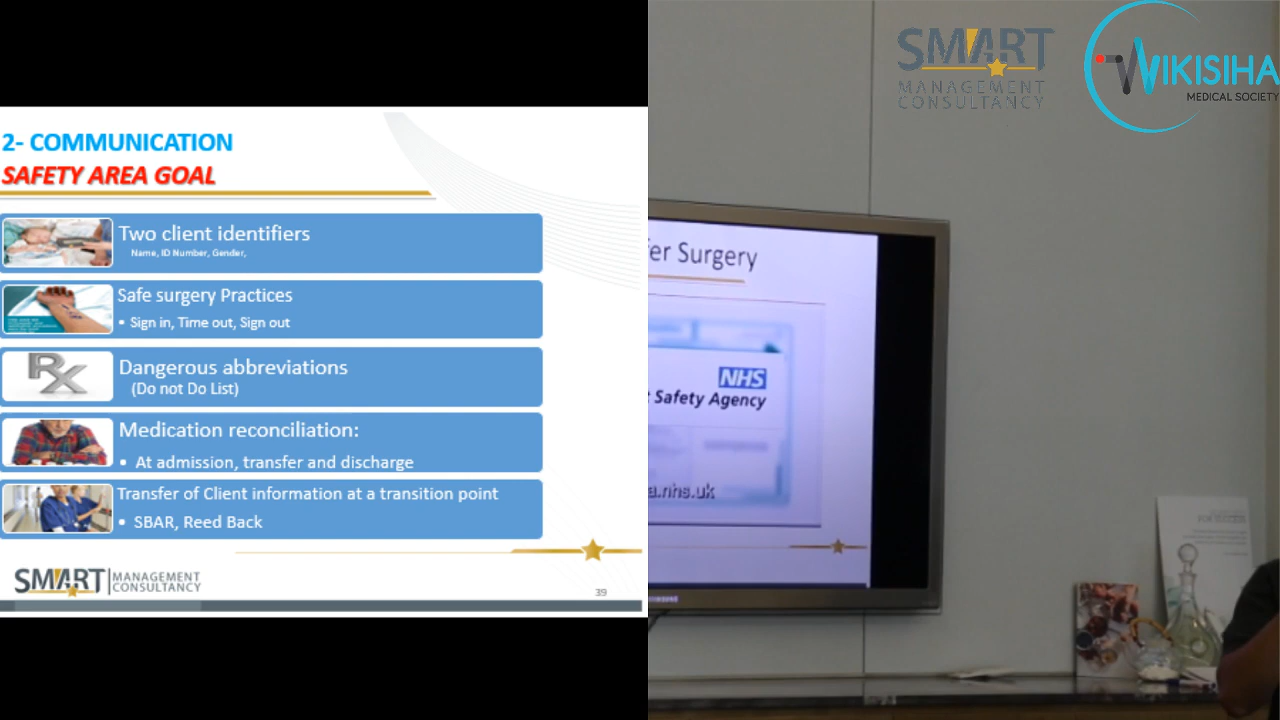 2- COMMUNICATION
SAFETY AREA GOAL
Two client identifiers
Name, ID Number, Gender,
Safe surgery Practices
• Sign in, Time out, Sign out
Dangerous abbreviations
(Do not Do List)
Medication reconciliation:
• At admission, transfer and discharge
Transfer of Client information at a transition point
• SBAR, Reed Back
SMART MANAGEMENT
CONSULTANCY
39
SMART
MANAGEMENT
CONSULTANCY
WIKISIHA
MEDICAL SOCIETY
Surgery
NHS
Safety Agency
.nhs.uk